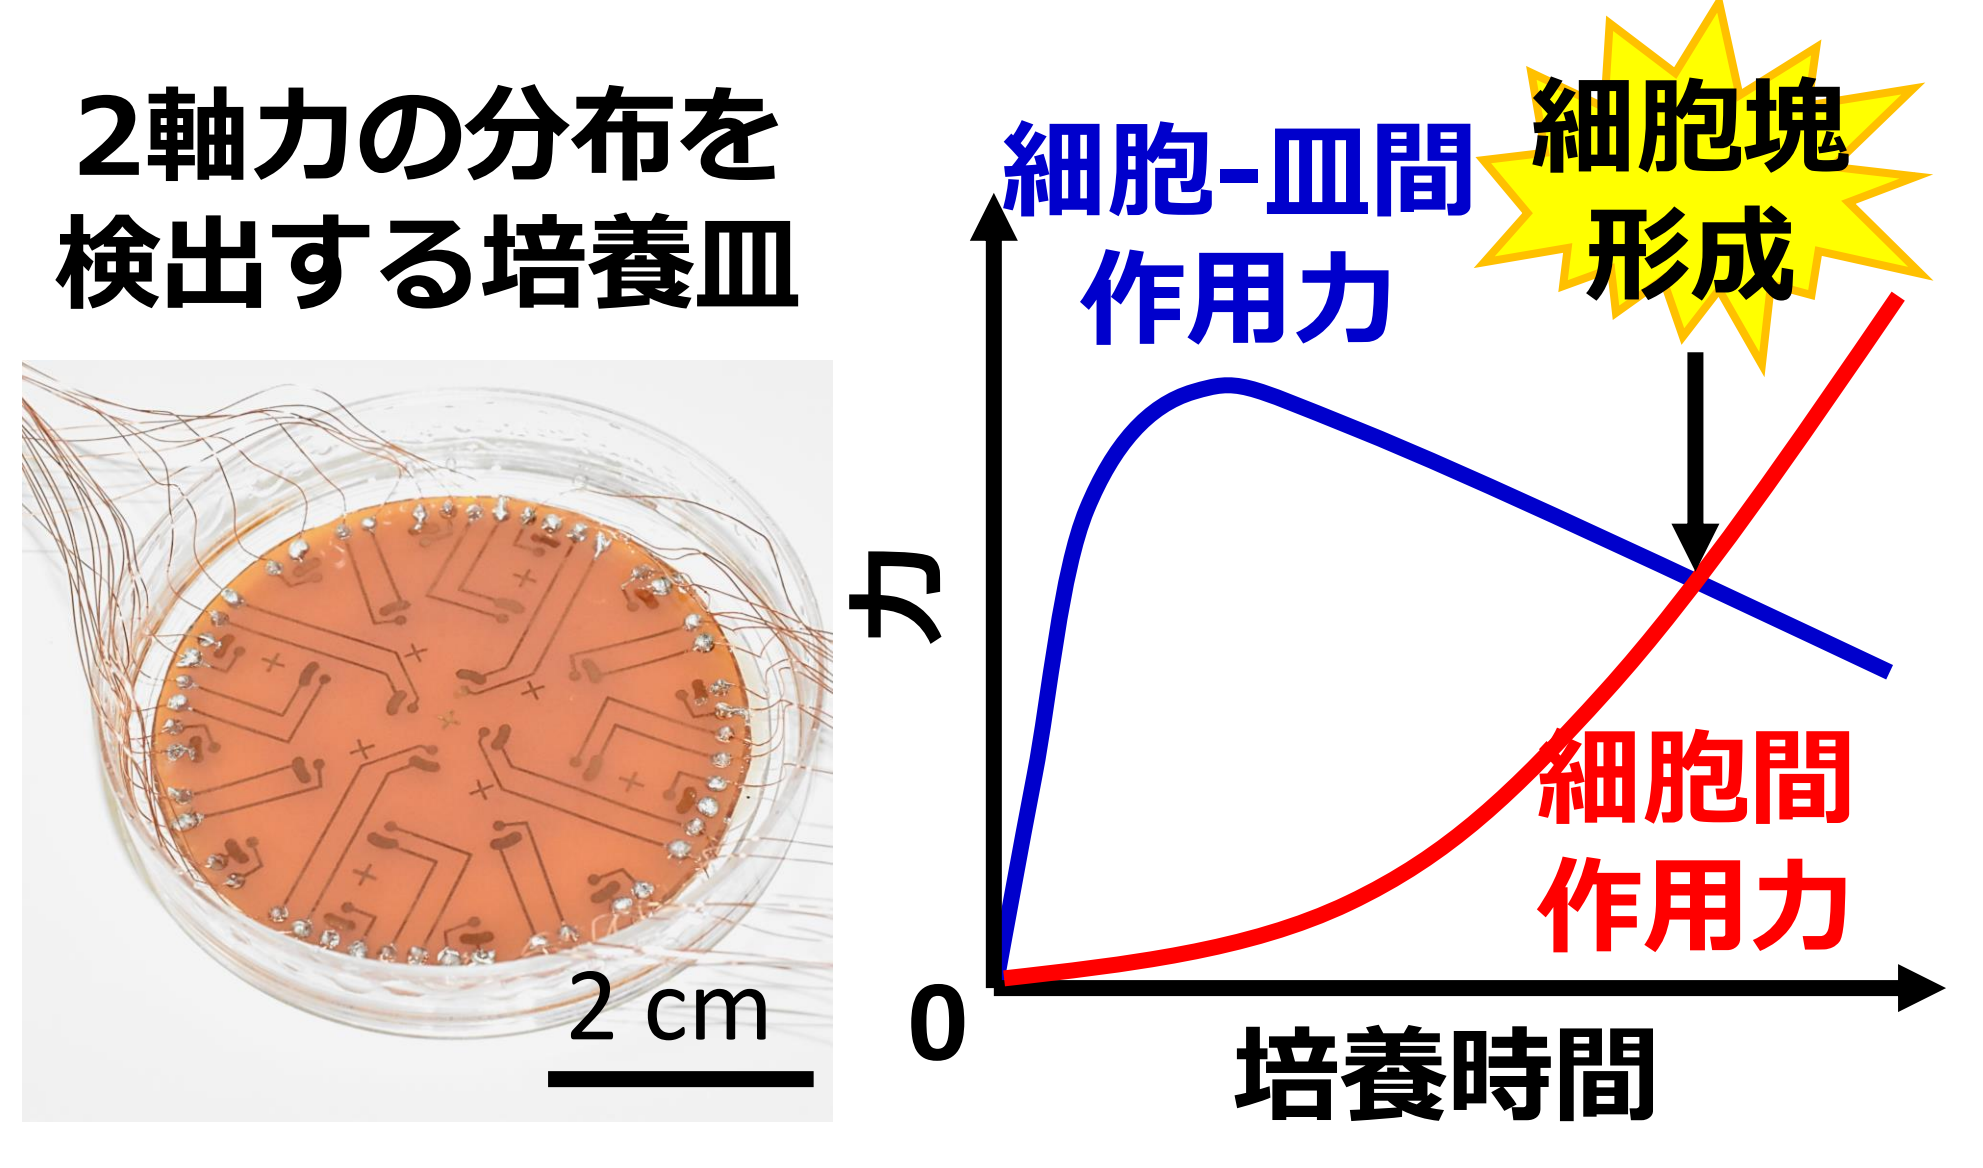 2軸力の分布を
検出する培養皿
2 cm
細胞-皿間
作用力
細胞塊
形成
力
細胞間
作用力
0
培養時間